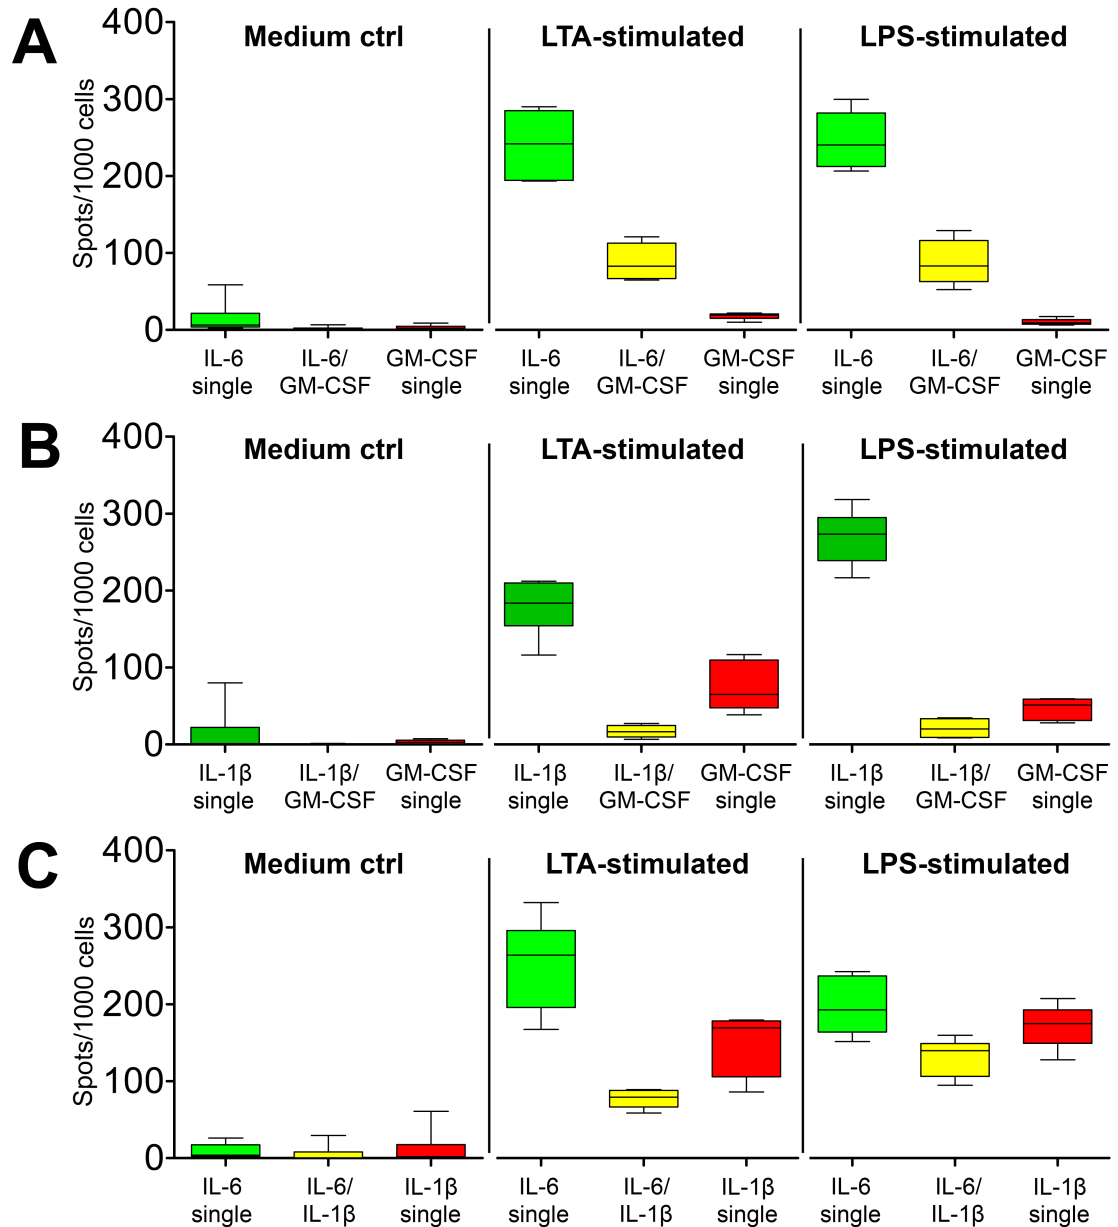 A
Medium ctrl LTA-stimulated LPS-stimulated
Spots/1000 cells
400
300
200
100
0
IL-6 IL-6/ GM-CSF IL-6 IL-6/ GM-CSF IL-6 IL-6/ GM-CSF
single GM-CSF single single GM-CSF single single GM-CSF single
B
Medium ctrl LTA-stimulated LPS-stimulated
Spots/1000 cells
400
300
200
100
0
IL-1β IL-1β/ GM-CSF IL-1β IL-1β/ GM-CSF IL-1β IL-1β/ GM-CSF
single GM-CSF single single GM-CSF single single GM-CSF single
C
Medium ctrl LTA-stimulated LPS-stimulated
Spots/1000 cells
400
300
200
100
0
IL-6 IL-6/ IL-1β IL-6 IL-6/ IL-1β IL-6 IL-6/ IL-1β
single IL-1β single single IL-1β single single IL-1β single